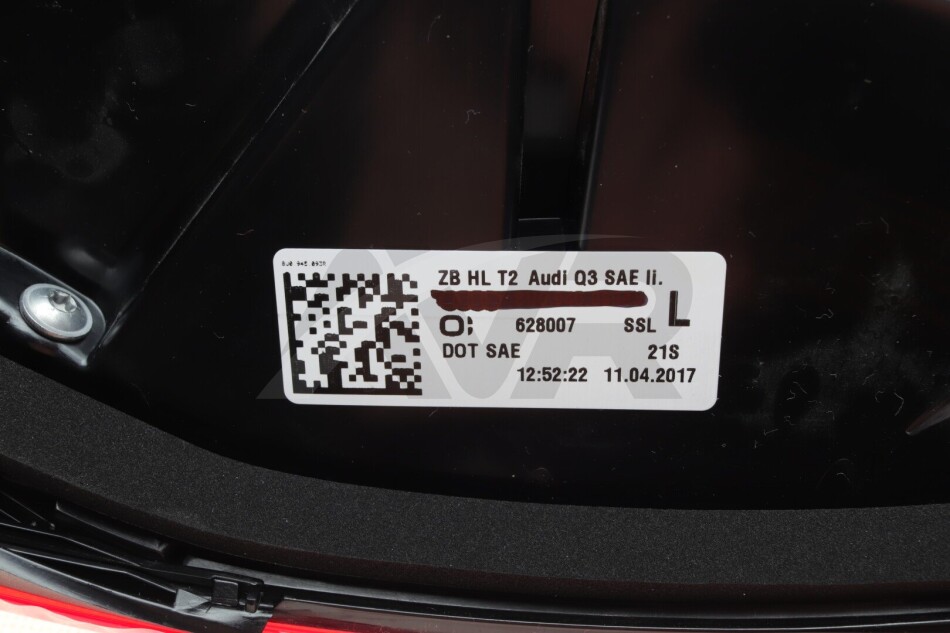 ZB HL T2 Audi Q3 SAE li.
628007 SSL L
DOT SAE 21S
12:52:22 11.04.2017